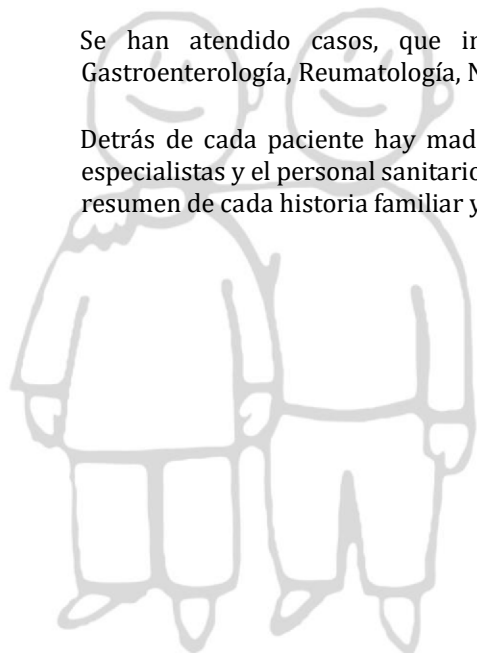 Se han atendido casos, que
Gastroenterología, Reumatología,
Detrás de cada paciente hay
especialistas y el personal sanitario
resumen de cada historia familiar y